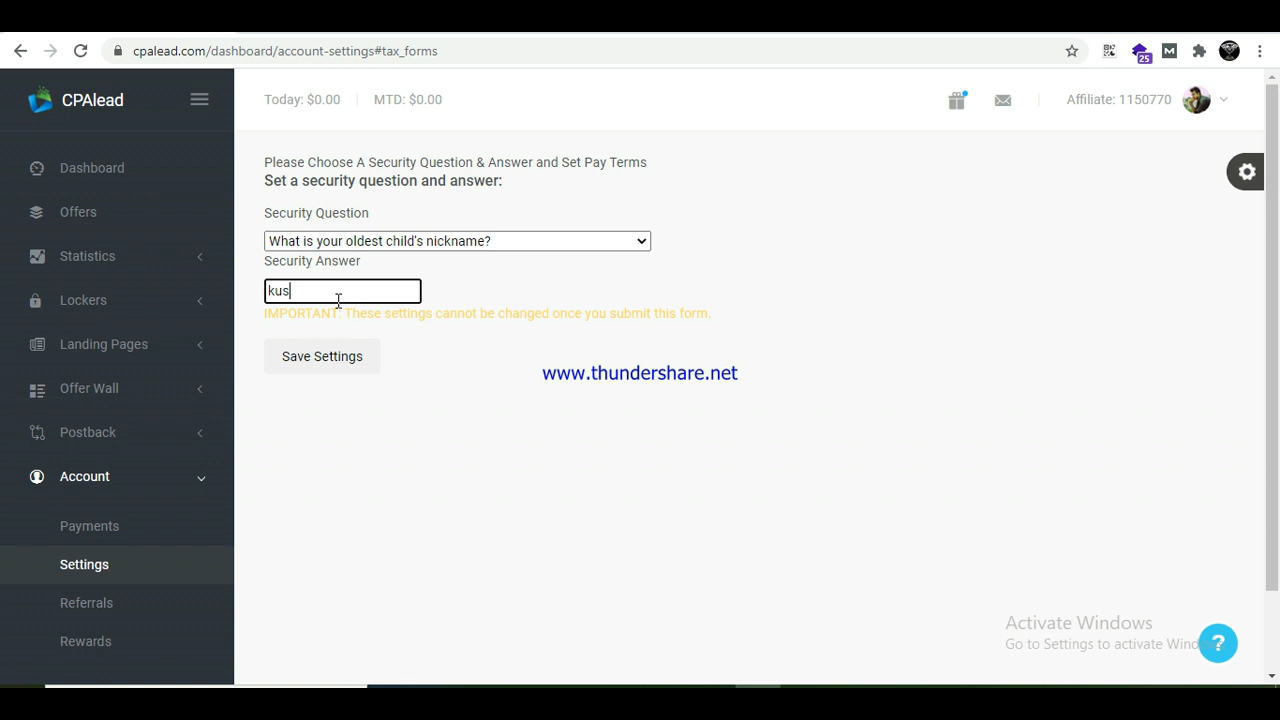 cpalead.com/dashboard/account-settings#tax_forms
25
CPAlead
Today: $0.00
MTD: $0.00
Affiliate: 1150770
Dashboard
Offers
Statistics
Lockers
Landing Pages
Offer Wall
Postback
Account
Payments
Settings
Referrals
Rewards
Please Choose A Security Question & Answer and Set Pay Terms
Set a security question and answer:
Security Question
What is your oldest child's nickname?
Security Answer
kus
IMPORTANT: These settings cannot be changed once you submit this form.
Save Settings
www.thundershare.net
Activate Windows
Go to Settings to activate
?